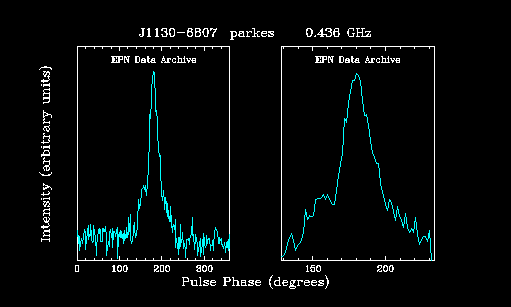 J1130-6807 parkes 0.436 GHz
EPN Data Archive
EPN Data Archive
Intensity (arbitrary units)
0 100 200 300
150 200
Pulse Phase (degrees)